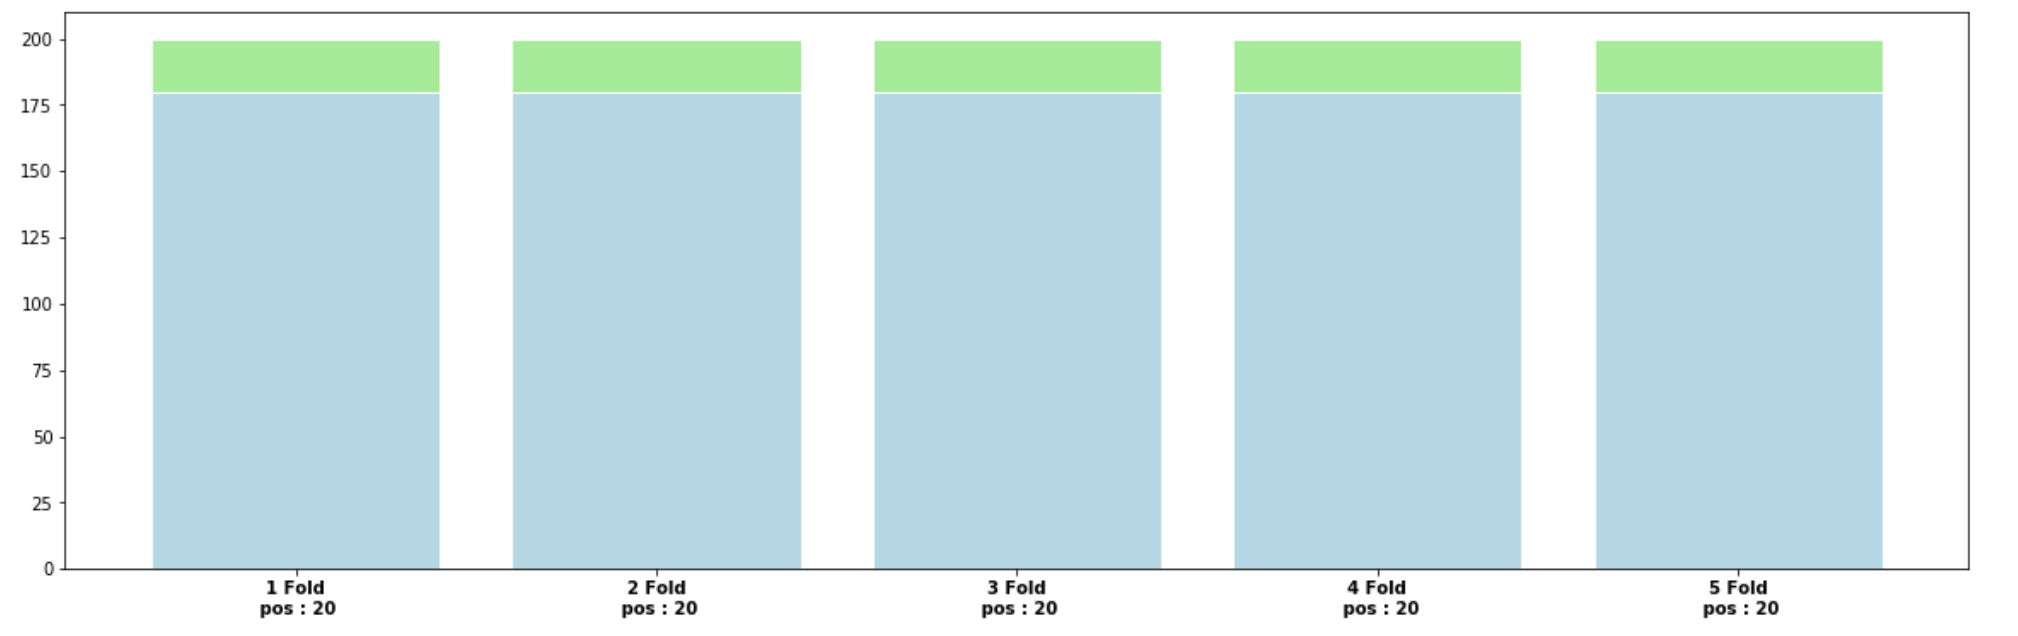 200
175
150
125
100
75
50
25
0
1 Fold
pos : 20
2 Fold
pos : 20
3 Fold
pos : 20
4 Fold
pos : 20
5 Fold
pos : 20